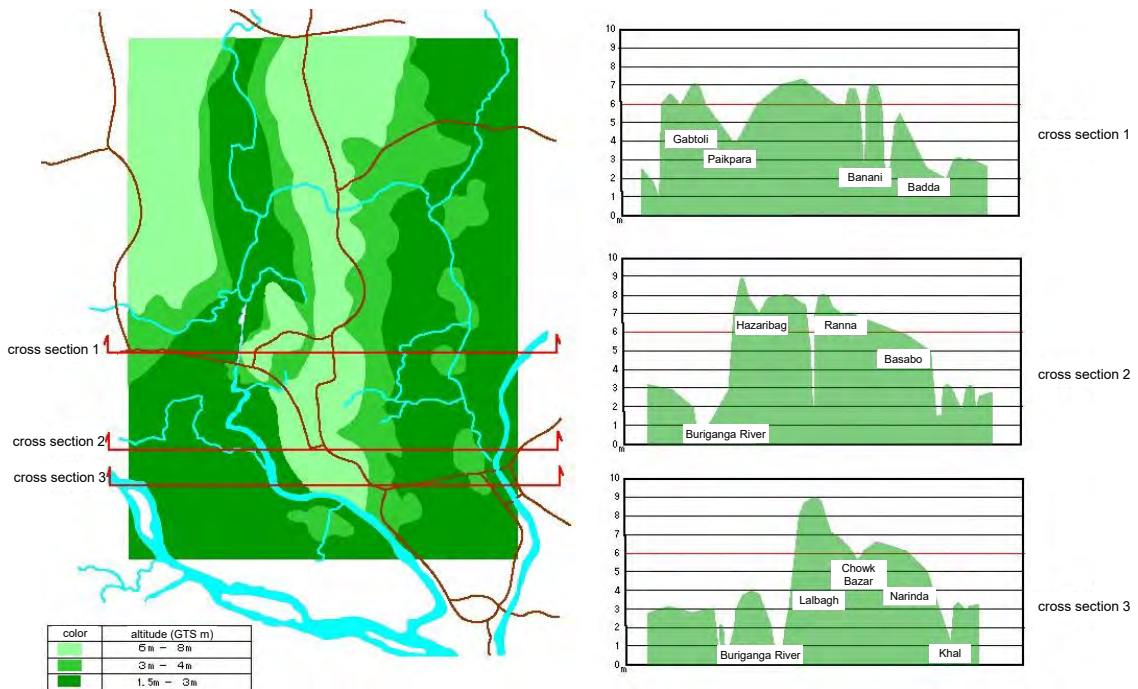 cross section 1
cross section 2
cross section 3
color altitude (GTS m)
6m - 8m
3m - 4m
1.5m - 3m
10
9
8
7
6
5
4
3
2
1
0
m
Gabtoli
Paikpara
Banani
Badda
cross section 1
10
9
8
7
6
5
4
3
2
1
0
m
Hazaribag
Ranna
Basabo
Buriganga River
cross section 2
10
9
8
7
6
5
4
3
2
1
0
m
Chowk
Bazar
Lalbagh
Narinda
Buriganga River
Khal
cross section 3